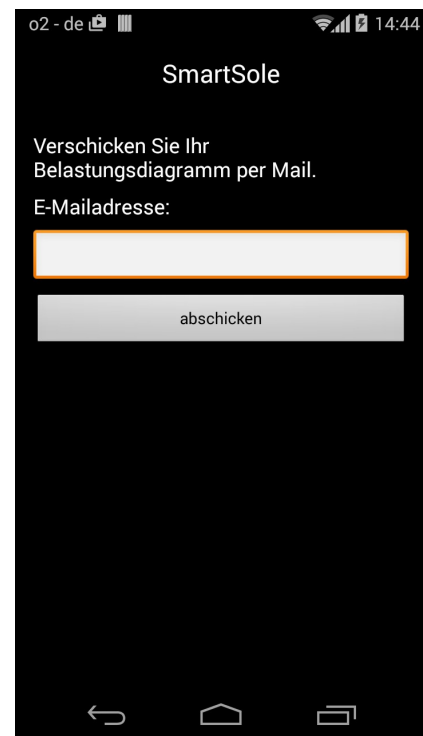 o2 - de 14:44
SmartSole
Verschicken Sie Ihr
Belastungsdiagramm per Mail.
E-Mailadresse:
abschicken